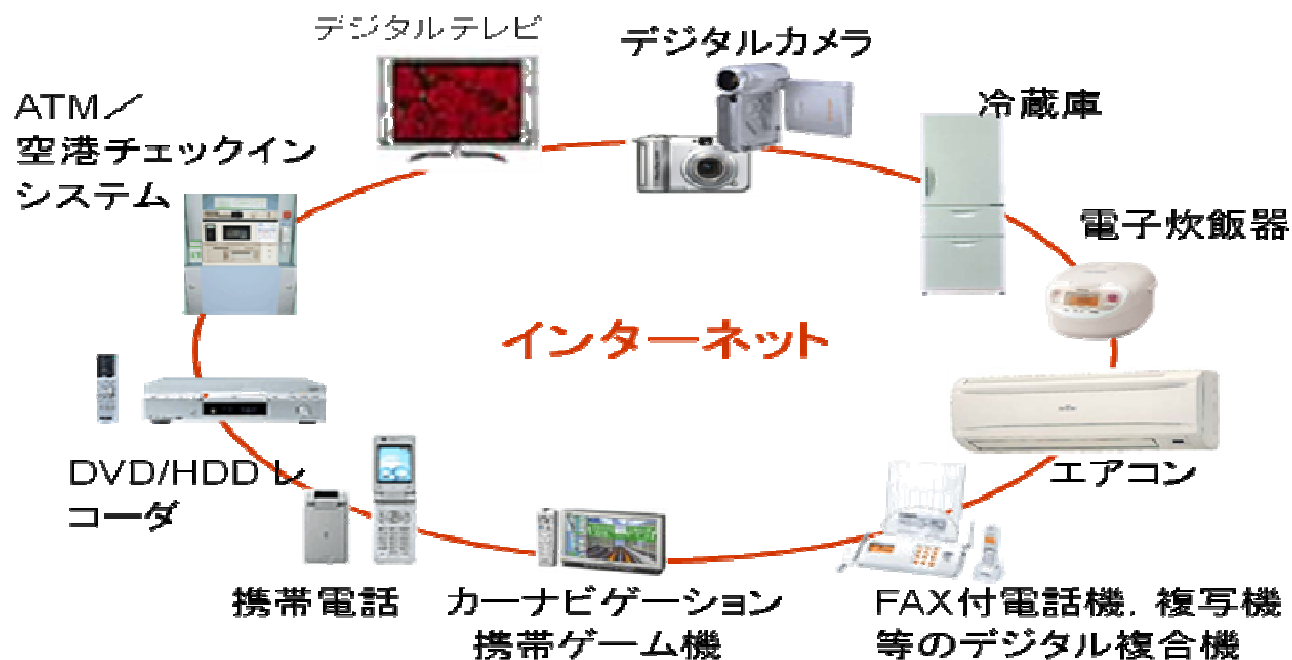 デジタルテレビ
デジタルカメラ
ATM／
空港チェックイン
システム
冷蔵庫
電子炊飯器
インターネット
DVD/HDD レ
コーダ
エアコン
携帯電話
カーナビゲーション
携帯ゲーム機
FAX付電話機，複写機
等のデジタル複合機